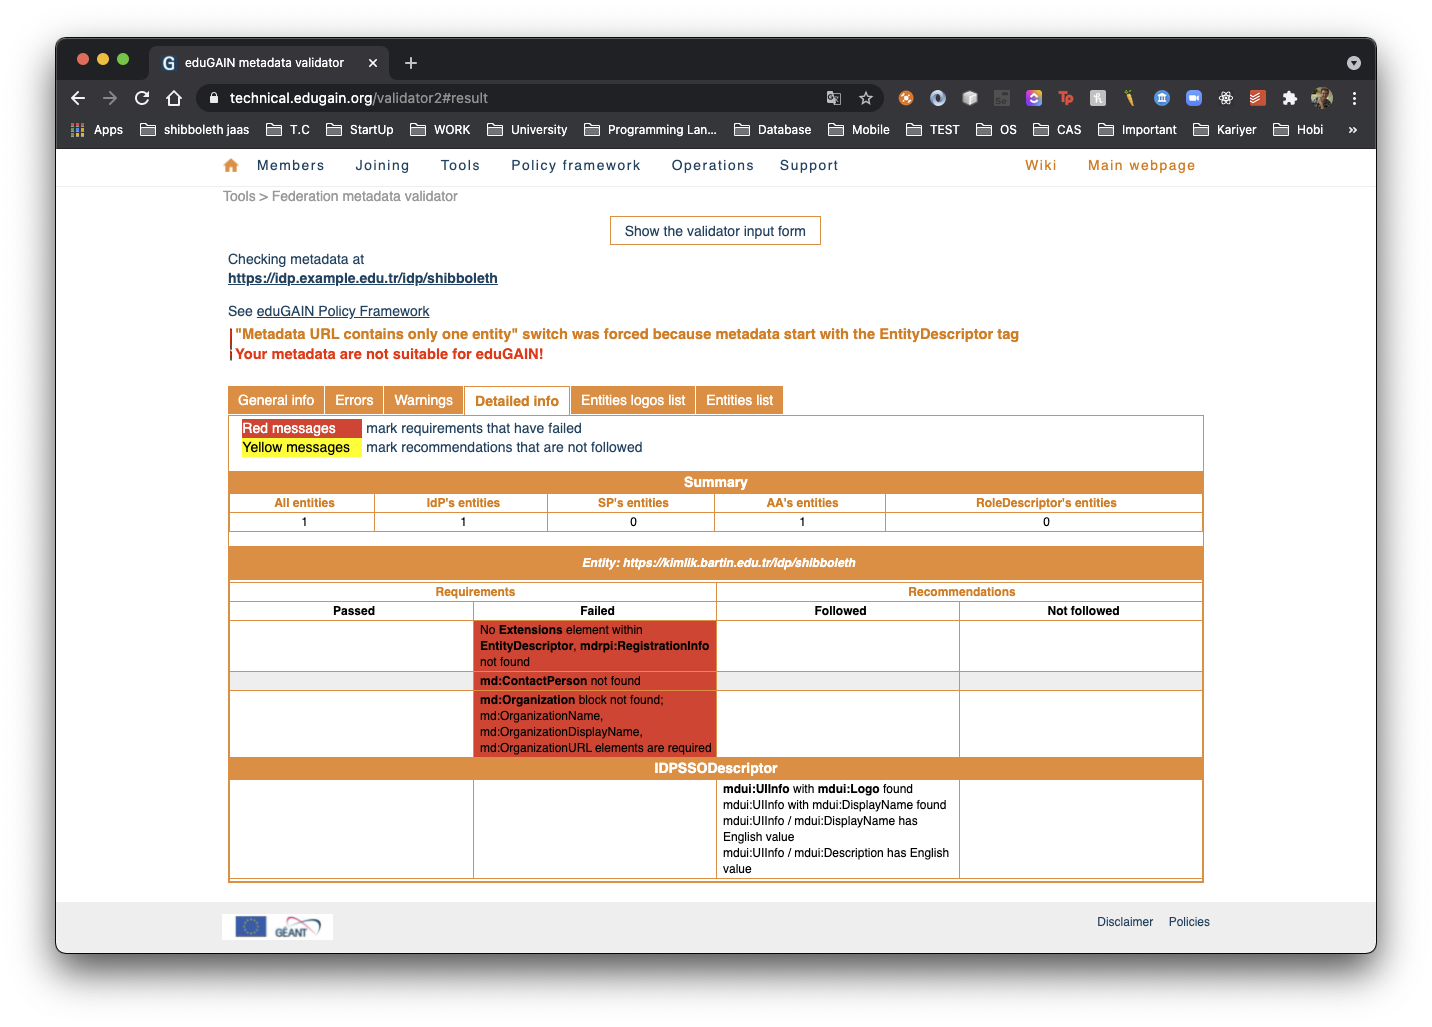 eduGAIN metadata validator
technical.edugain.org/validator2#result
Apps shibboleth jaas T.C StartUp WORK University Programming Lan... Database Mobile TEST OS CAS Important Kariyer Hobi »
Members Joining Tools Policy framework Operations Support Wiki Main webpage
Tools > Federation metadata validator
Show the validator input form
Checking metadata at
https://idp.example.edu.tr/idp/shibboleth
See eduGAIN Policy Framework
"Metadata URL contains only one entity" switch was forced because metadata start with the EntityDescriptor tag
Your metadata are not suitable for eduGAIN!
General info Errors Warnings Detailed info Entities logos list Entities list
Red messages mark requirements that have failed
Yellow messages mark recommendations that are not followed
Summary
All entities IdP's entities SP's entities AA's entities RoleDescriptor's entities
1 1 0 1 0
Entity: https://kimlik.bartin.edu.tr/idp/shibboleth
Requirements Recommendations
Passed Failed Followed Not followed
No Extensions element within
EntityDescriptor, mdrpi:RegistrationInfo
not found
md:ContactPerson not found
md:Organization block not found;
md:OrganizationName,
md:OrganizationDisplayName,
md:OrganizationURL elements are required
IDPSSODescriptor
mdui:UIInfo with mdui:Logo found
mdui:UIInfo with mdui:DisplayName found
mdui:UIInfo / mdui:DisplayName has
English value
mdui:UIInfo / mdui:Description has English
value
GÉANT
Disclaimer Policies